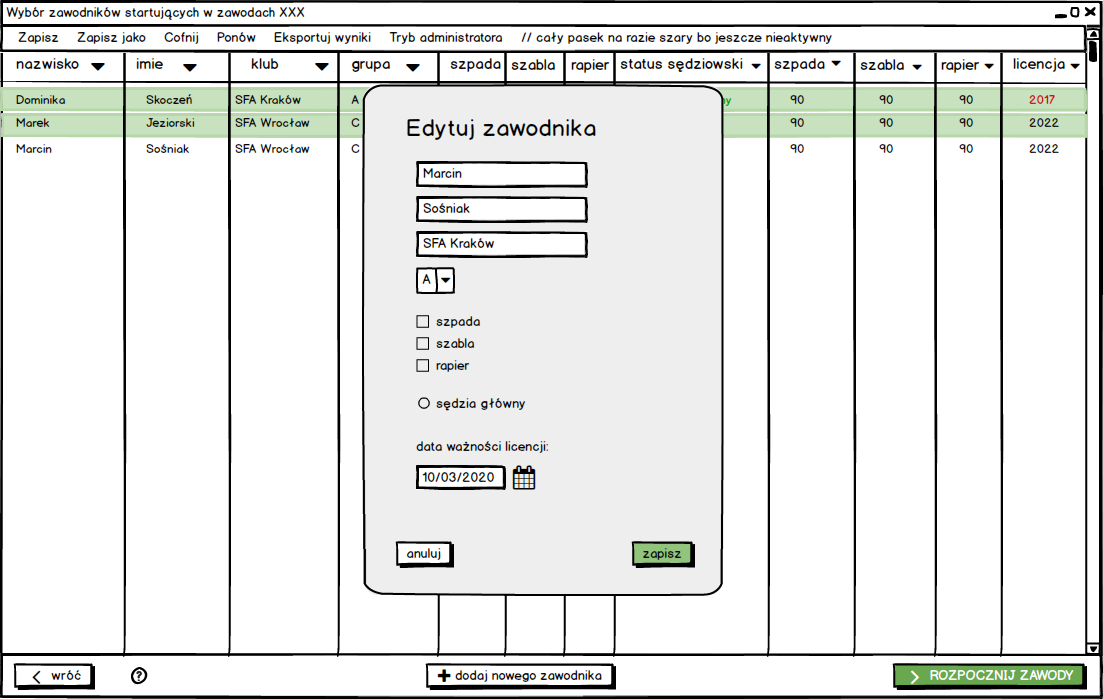 Wybór zawodników startujących w zawodach XXX
Zapisz Zapisz jako Cofnij Ponów Eksportuj wyniki Tryb administratora // cały pasek na razie szary bo jeszcze nieaktywny
nazwisko imie klub grupa szpada szabla rapier status sędziowski szpada szabla rapier licencja
Dominika Skoczeń SFA Kraków A ny 90 90 90 2017
Marek Jeziorski SFA Wrocław C 90 90 90 2022
Marcin Sośniak SFA Wrocław C 90 90 90 2022
Edytuj zawodnika
Marcin
Sośniak
SFA Kraków
A
szpada
szabla
rapier
sędzia główny
data ważności licencji:
10/03/2020
anuluj zapisz
wróć ? dodaj nowego zawodnika ROZPOCZNIJ ZAWODY